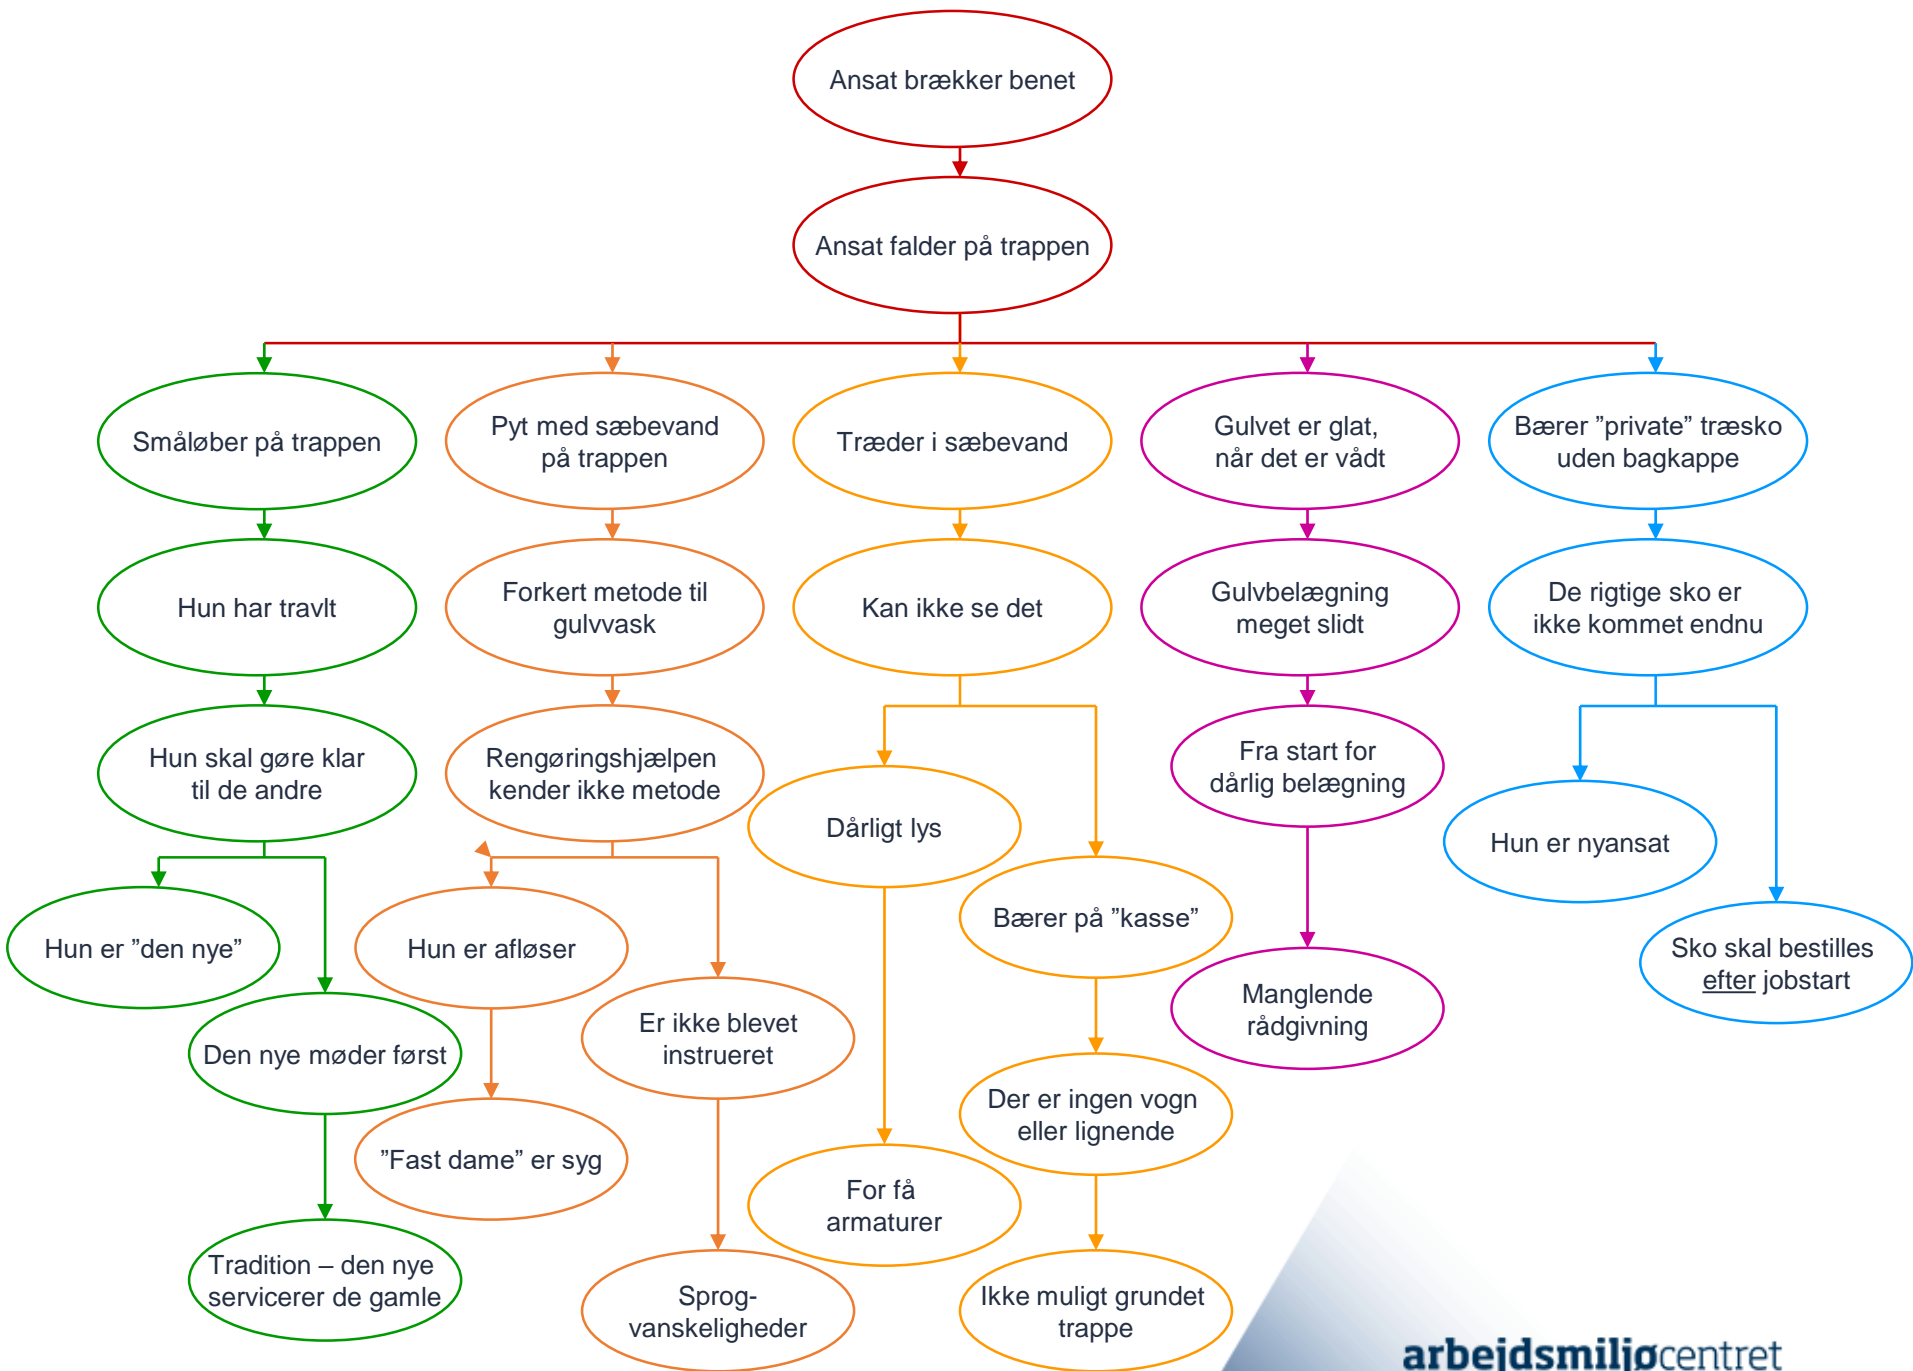 Ansat brækker benet
Ansat falder på trappen
Småløber på trappen
Pyt med sæbevand
på trappen
Træder i sæbevand
Gulvet er glat,
når det er vådt
Bærer ”private” træsko
uden bagkappe
Hun har travlt
Forkert metode til
gulvvask
Kan ikke se det
Gulvbelægning
meget slidt
De rigtige sko er
ikke kommet endnu
Hun skal gøre klar
til de andre
Rengøringshjælpen
kender ikke metode
Dårligt lys
Fra start for
dårlig belægning
Hun er nyansat
Hun er ”den nye”
Hun er afløser
Bærer på ”kasse”
Sko skal bestilles
efter jobstart
Den nye møder først
Er ikke blevet
instrueret
Manglende
rådgivning
”Fast dame” er syg
Der er ingen vogn
eller lignende
For få
armaturer
Tradition – den nye
servicerer de gamle
Sprog-
vanskeligheder
Ikke muligt grundet
trappe
arbejdsmiljøcentret